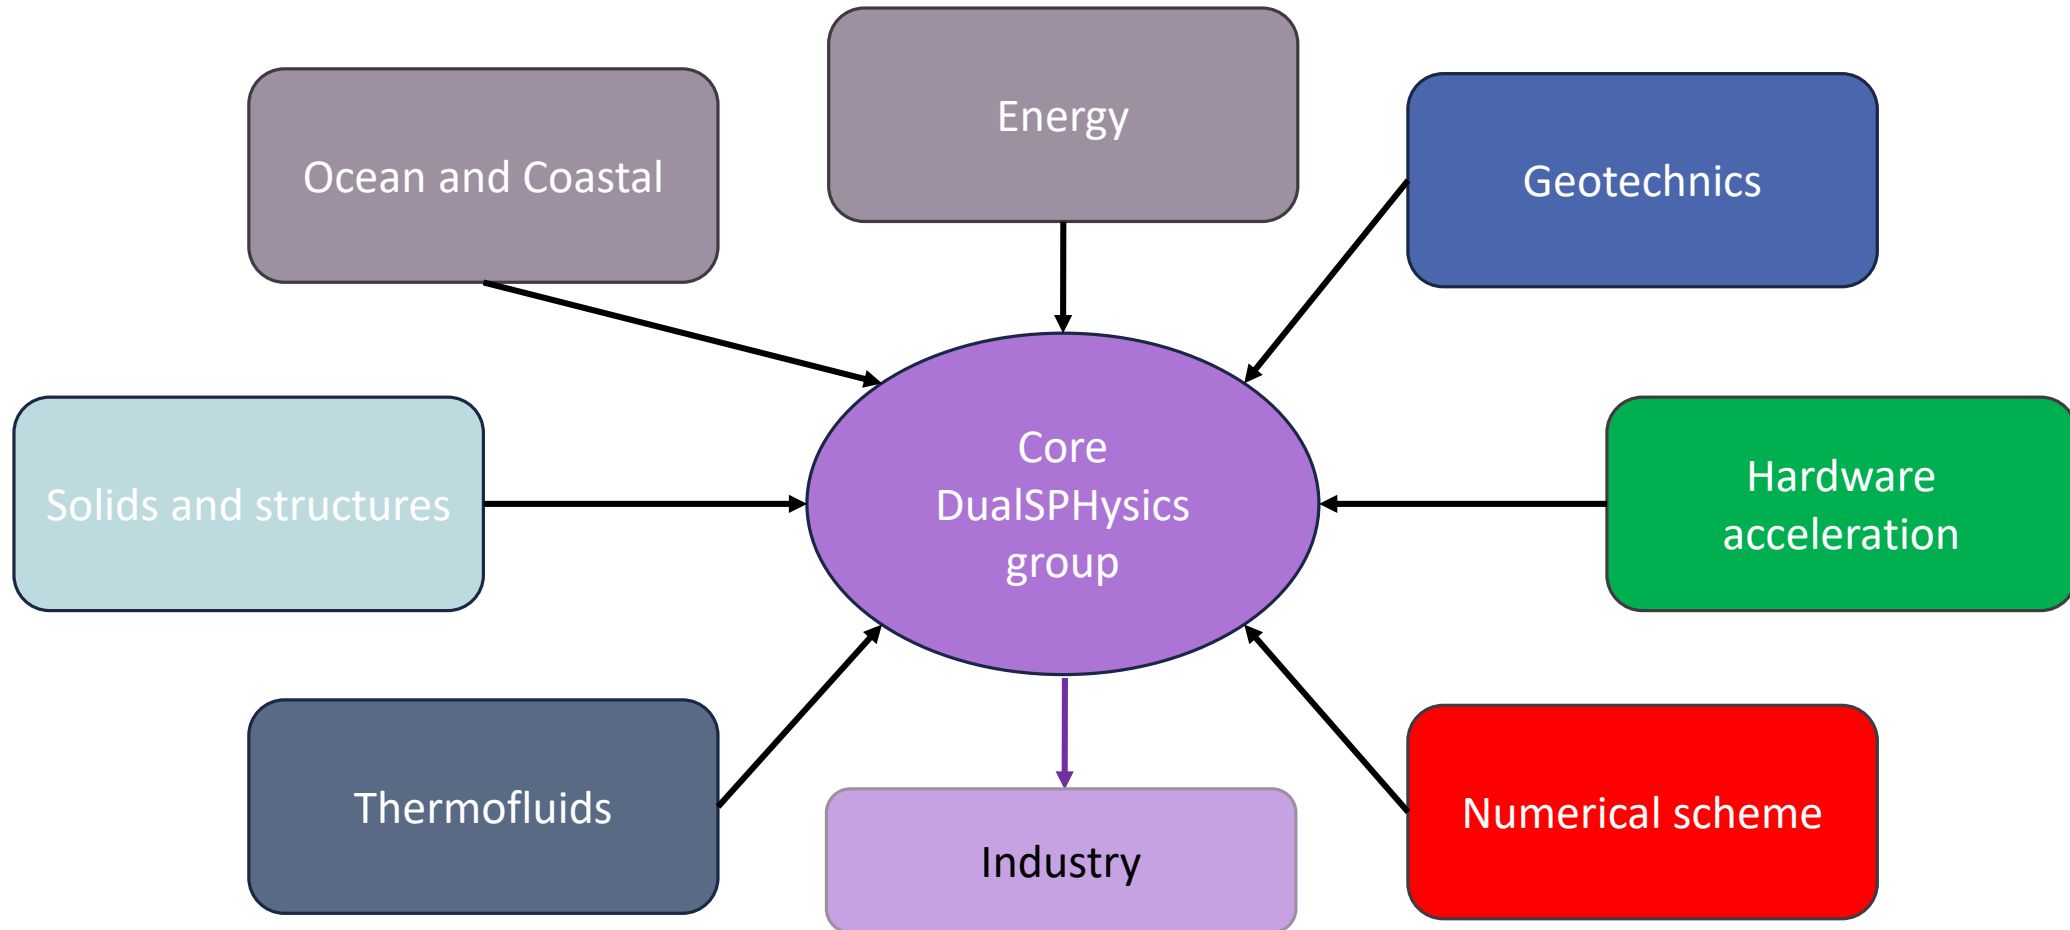 Energy
Ocean and Coastal
Geotechnics
Core
DualSPHysics
group
Solids and structures
Hardware
acceleration
Thermofluids
Numerical scheme
Industry